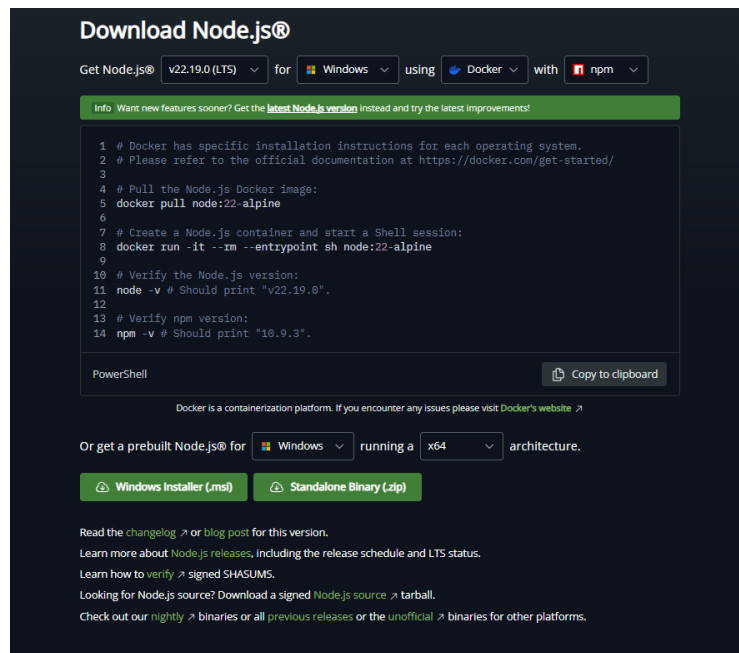 Download Node.js®
Get Node.js® v22.19.0 (LTS) for Windows using Docker with npm
Info Want new features sooner? Get the latest Node.js version instead and try the latest improvements!
1 # Docker has specific installation instructions for each operating system.
2 # Please refer to the official documentation at https://docker.com/get-started/
3
4 # Pull the Node.js Docker image:
5 docker pull node:22-alpine
6
7 # Create a Node.js container and start a Shell session:
8 docker run -it --rm --entrypoint sh node:22-alpine
9
10 # Verify the Node.js version:
11 node -v # Should print "v22.19.0".
12
13 # Verify npm version:
14 npm -v # Should print "10.9.3".
PowerShell Copy to clipboard
Docker is a containerization platform. If you encounter any issues please visit Docker's website ↗
Or get a prebuilt Node.js® for Windows running a x64 architecture.
Windows Installer (.msi) Standalone Binary (.zip)
Read the changelog ↗ or blog post for this version.
Learn more about Node.js releases, including the release schedule and LTS status.
Learn how to verify ↗ signed SHASUMS.
Looking for Node.js source? Download a signed Node.js source ↗ tarball.
Check out our nightly ↗ binaries or all previous releases or the unofficial ↗ binaries for other platforms.